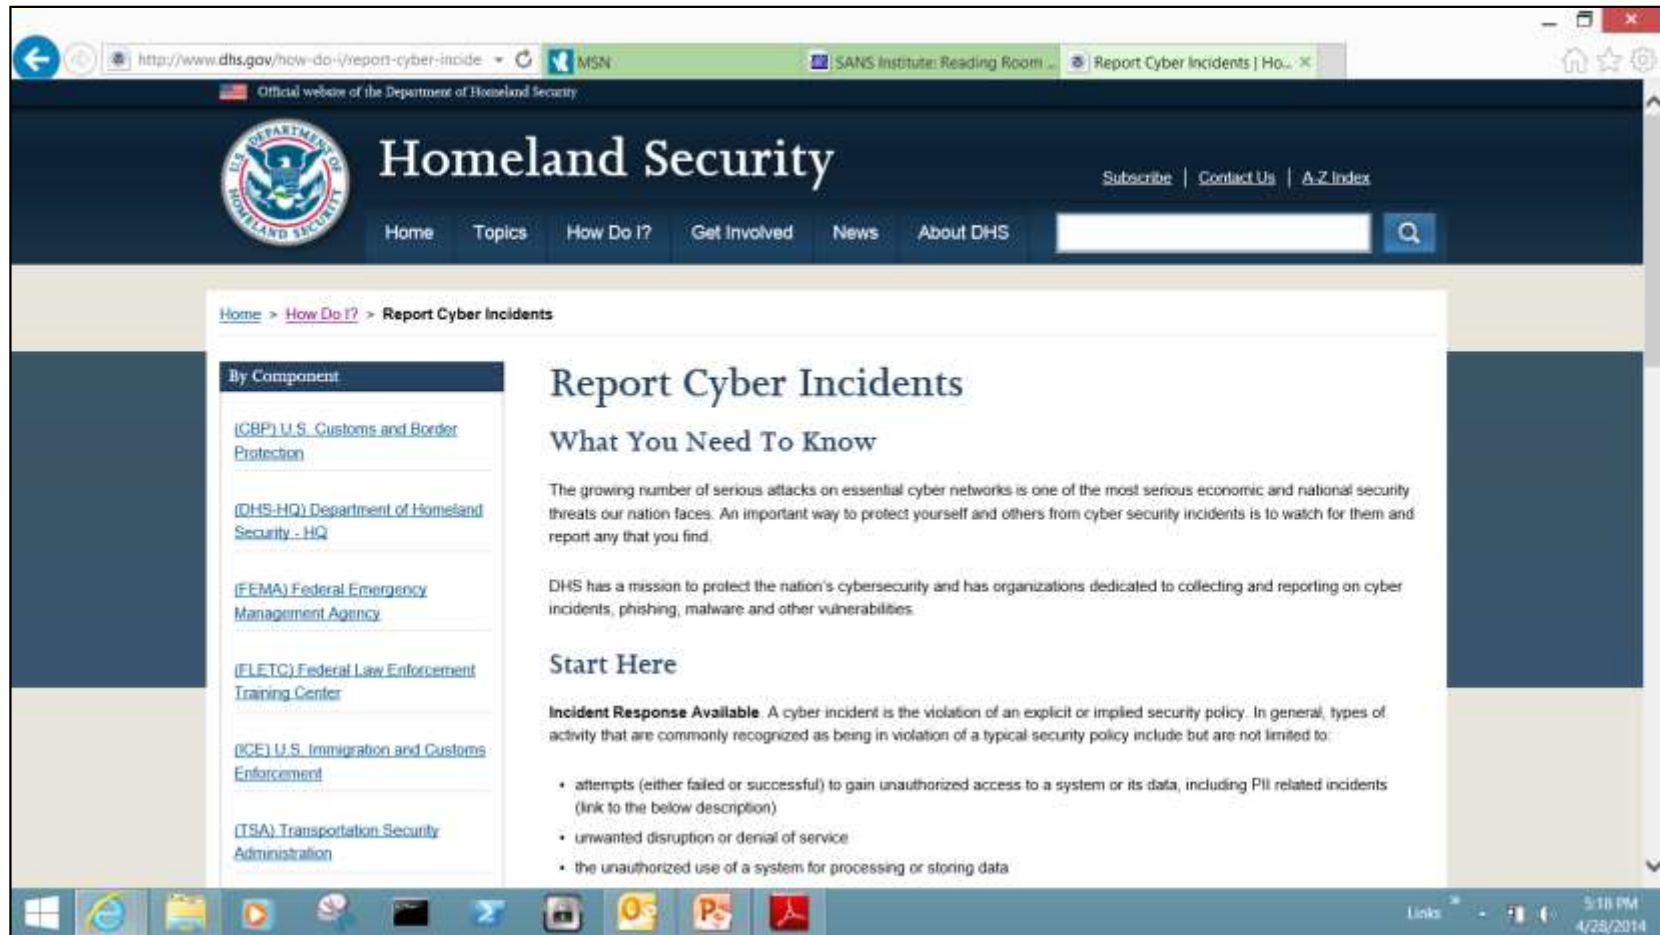 http://www.dhs.gov/how-do-i/report-cyber-incide
MSN
SANS Institute: Reading Room ...
Report Cyber Incidents | Ho...
Official website of the Department of Homeland Security
U.S. DEPARTMENT OF HOMELAND SECURITY
Homeland Security
Subscribe | Contact Us | A-Z Index
Home Topics How Do I? Get Involved News About DHS
Home > How Do I? > Report Cyber Incidents
By Component
(CBP) U.S. Customs and Border
Protection
(DHS-HQ) Department of Homeland
Security - HQ
(FEMA) Federal Emergency
Management Agency
(FLETC) Federal Law Enforcement
Training Center
(ICE) U.S. Immigration and Customs
Enforcement
(TSA) Transportation Security
Administration
Report Cyber Incidents
What You Need To Know
The growing number of serious attacks on essential cyber networks is one of the most serious economic and national security
threats our nation faces. An important way to protect yourself and others from cyber security incidents is to watch for them and
report any that you find.
DHS has a mission to protect the nation's cybersecurity and has organizations dedicated to collecting and reporting on cyber
incidents, phishing, malware and other vulnerabilities.
Start Here
Incident Response Available. A cyber incident is the violation of an explicit or implied security policy. In general, types of
activity that are commonly recognized as being in violation of a typical security policy include but are not limited to:
• attempts (either failed or successful) to gain unauthorized access to a system or its data, including PII related incidents
(link to the below description)
• unwanted disruption or denial of service
• the unauthorized use of a system for processing or storing data
Links
5:18 PM
4/28/2014